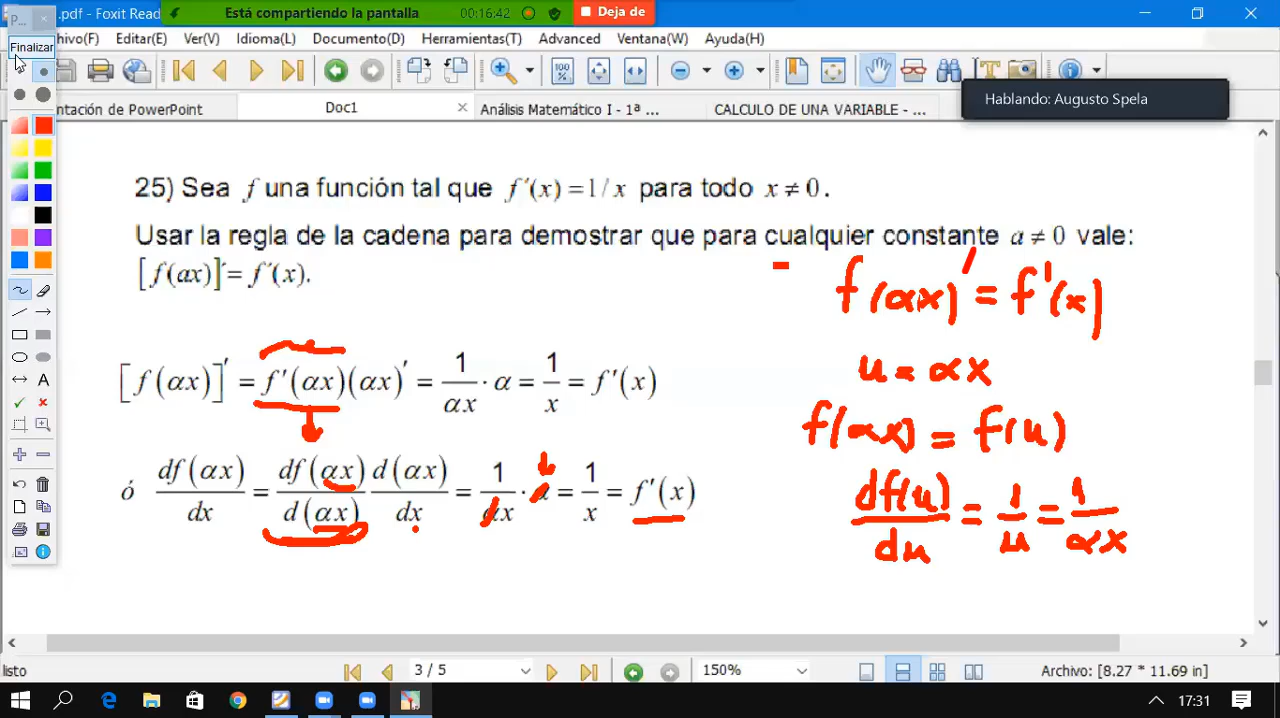 .pdf - Foxit Read
Está compartiendo la pantalla
00:16:42
Deja de
P...
Finalizar
hivo(F) Editar(E) Ver(V) Idioma(L) Documento(D) Herramientas(T) Advanced Ventana(W) Ayuda(H)
entación de PowerPoint
Doc1
Análisis Matemático I - 1ª ...
CALCULO DE UNA VARIABLE - ...
Hablando: Augusto Spela
25) Sea f una función tal que f´(x) = 1/x para todo x ≠ 0.
Usar la regla de la cadena para demostrar que para cualquier constante a ≠ 0 vale:
[f(ax)]´= f´(x).
f(αx)' = f'(x)
u = αx
[f(αx)]' = f'(αx)(αx)' = 1/αx · α = 1/x = f'(x)
f(αx) = f(u)
ó df(αx)/dx = df(αx)/d(αx) d(αx)/dx = 1/αx · α = 1/x = f'(x)
df(u)/du = 1/u = 1/αx
listo
3 / 5
150%
Archivo: [8.27 * 11.69 in]
17:31